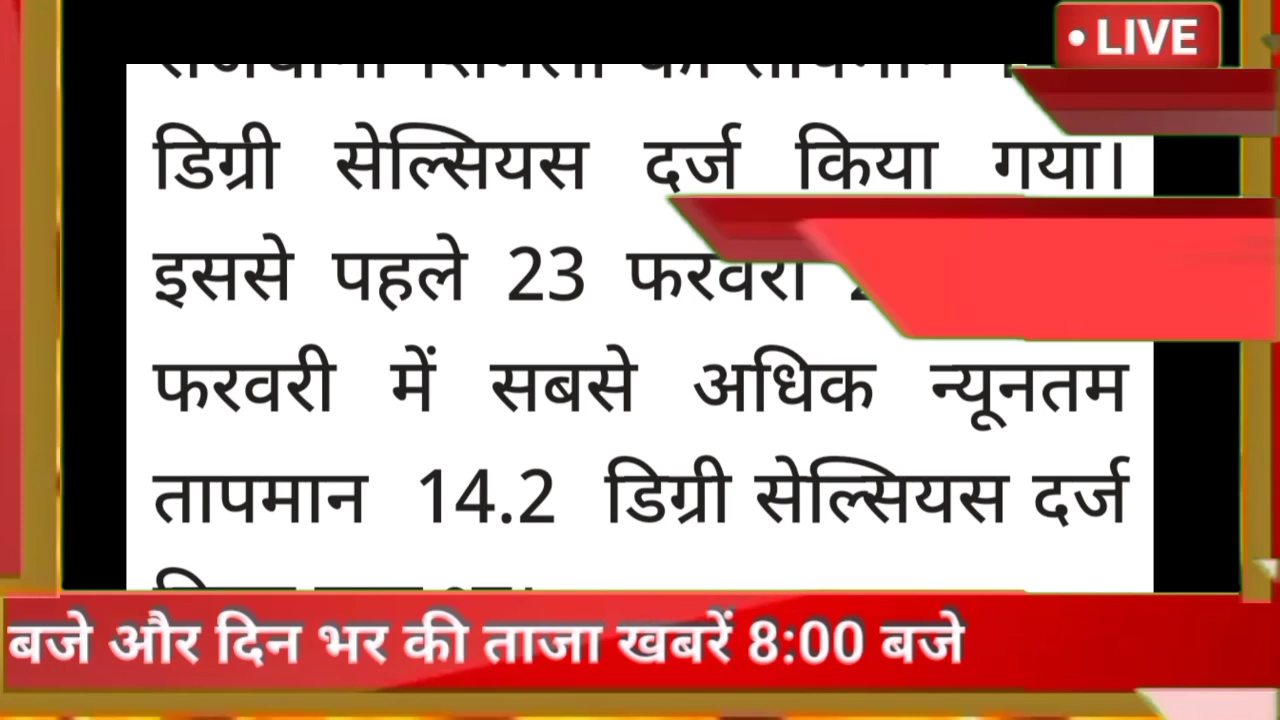 • LIVE
डिग्री सेल्सियस दर्ज किया गया।
इससे पहले 23 फरवरी
फरवरी में सबसे अधिक न्यूनतम
तापमान 14.2 डिग्री सेल्सियस दर्ज
बजे और दिन भर की ताजा खबरें 8:00 बजे